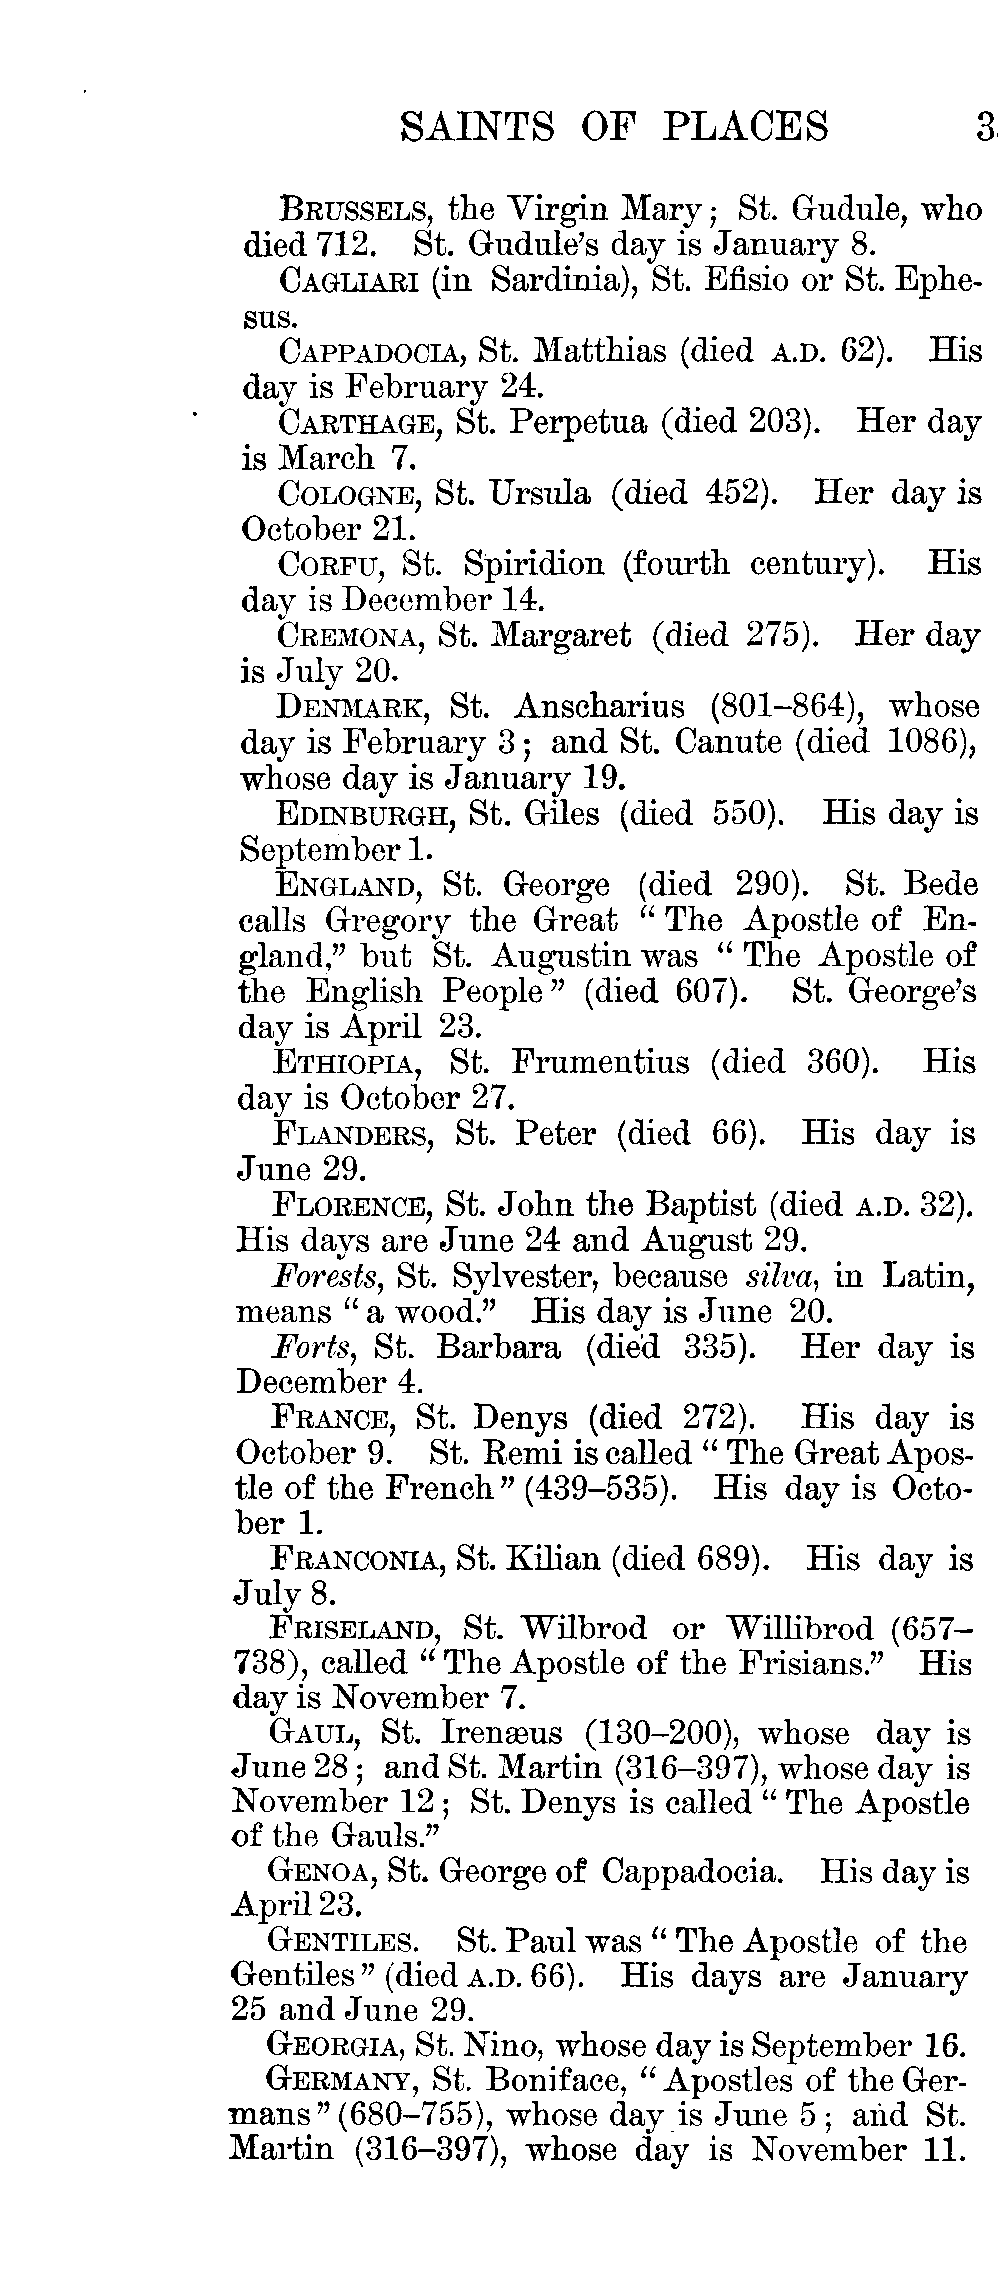 SAINTS OF PLACES 3
BRUSSELS, the Virgin Mary; St. Gudule, who
died 712. St. Gudule's day is January 8.
CAGLIARI (in Sardinia), St. Efisio or St. Ephe-
sus.
CAPPADOCIA, St. Matthias (died A.D. 62). His
day is February 24.
CARTHAGE, St. Perpetua (died 203). Her day
is March 7.
COLOGNE, St. Ursula (died 452). Her day is
October 21.
CORFU, St. Spiridion (fourth century). His
day is December 14.
CREMONA, St. Margaret (died 275). Her day
is July 20.
DENMARK, St. Anscharius (801–864), whose
day is February 3; and St. Canute (died 1086),
whose day is January 19.
EDINBURGH, St. Giles (died 550). His day is
September 1.
ENGLAND, St. George (died 290). St. Bede
calls Gregory the Great "The Apostle of En-
gland," but St. Augustin was "The Apostle of
the English People" (died 607). St. George's
day is April 23.
ETHIOPIA, St. Frumentius (died 360). His
day is October 27.
FLANDERS, St. Peter (died 66). His day is
June 29.
FLORENCE, St. John the Baptist (died A.D. 32).
His days are June 24 and August 29.
Forests, St. Sylvester, because silva, in Latin,
means "a wood." His day is June 20.
Forts, St. Barbara (died 335). Her day is
December 4.
FRANCE, St. Denys (died 272). His day is
October 9. St. Remi is called "The Great Apos-
tle of the French" (439–535). His day is Octo-
ber 1.
FRANCONIA, St. Kilian (died 689). His day is
July 8.
FRISELAND, St. Wilbrod or Willibrod (657–
738), called "The Apostle of the Frisians." His
day is November 7.
GAUL, St. Irenæus (130–200), whose day is
June 28; and St. Martin (316–397), whose day is
November 12; St. Denys is called "The Apostle
of the Gauls."
GENOA, St. George of Cappadocia. His day is
April 23.
GENTILES. St. Paul was "The Apostle of the
Gentiles" (died A.D. 66). His days are January
25 and June 29.
GEORGIA, St. Nino, whose day is September 16.
GERMANY, St. Boniface, "Apostles of the Ger-
mans" (680–755), whose day is June 5; and St.
Martin (316–397), whose day is November 11.